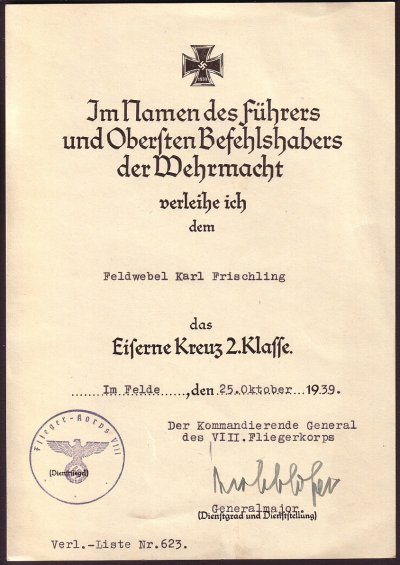 1939
Im Namen des Führers
und Obersten Befehlshabers
der Wehrmacht
verleihe ich
dem
Feldwebel Karl Frischling
das
Eiserne Kreuz 2.Klasse.
Im Felde, den 25.Oktober 1939.
Der Kommandierende General
des VIII.Fliegerkorps
Flieger-Korps VIII
(Dienstsiegel)
Generalmajor.
(Dienstgrad und Dienststellung)
Verl.-Liste Nr.623.